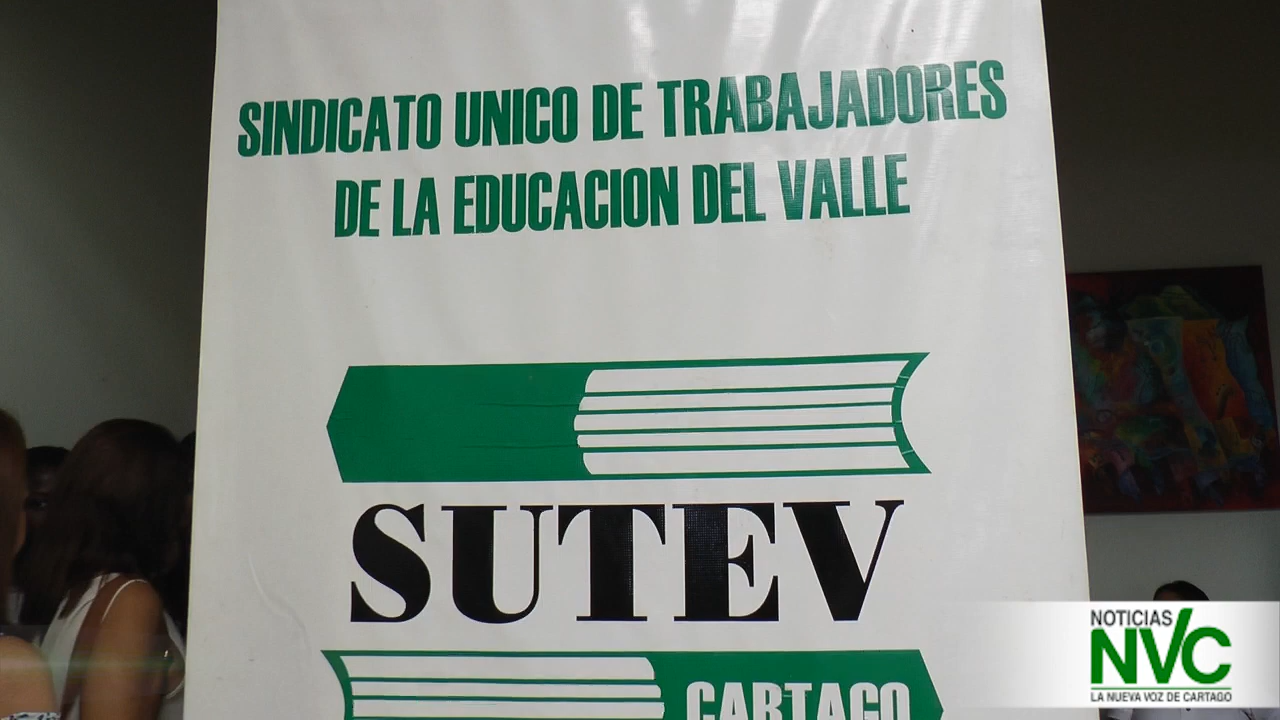 SINDICATO UNICO DE TRABAJADORES
DE LA EDUCACION DEL VALLE
SUTEV
CARTAGO
NOTICIAS
NVC
LA NUEVA VOZ DE CARTAGO